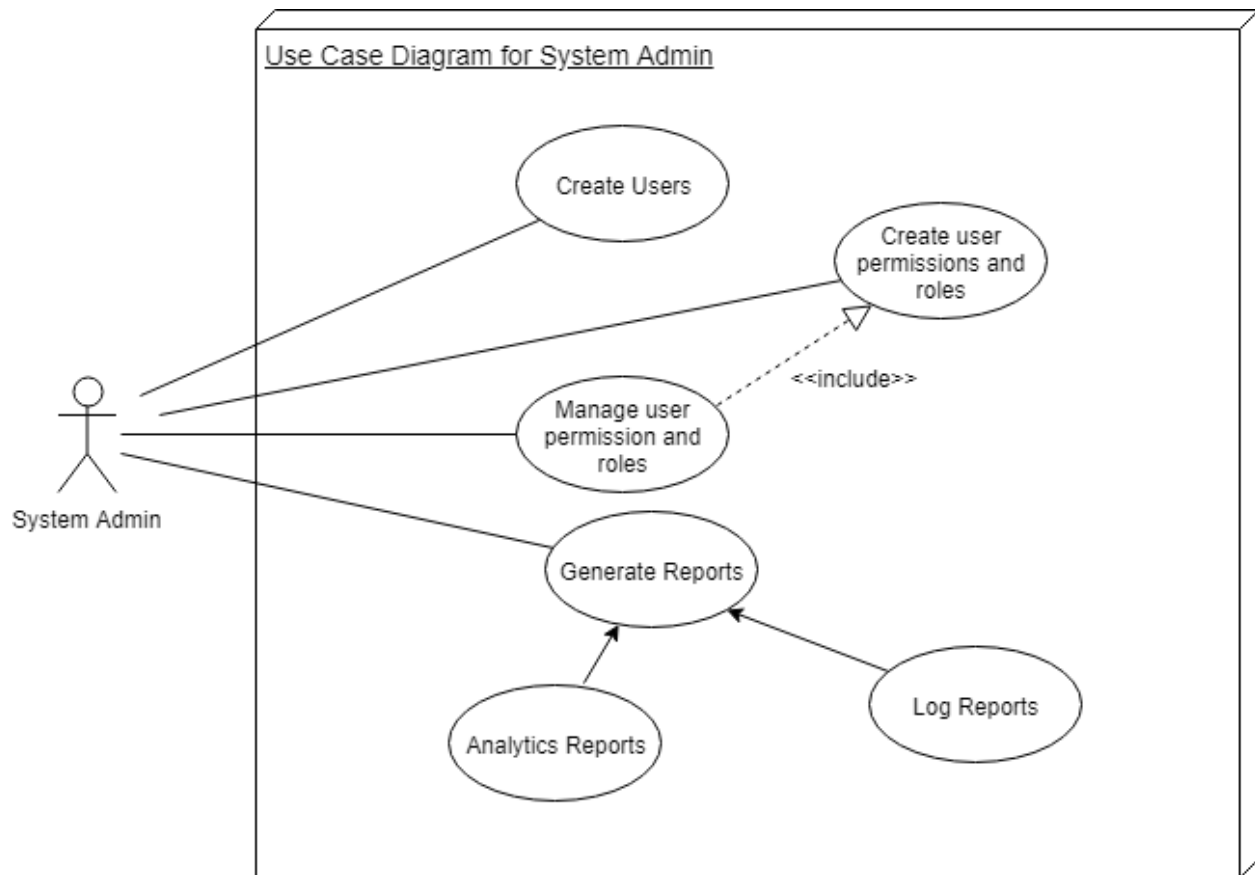 Use Case Diagram for System Admin
Create Users
Create user
permissions and
roles
<<include>>
Manage user
permission and
roles
System Admin
Generate Reports
Log Reports
Analytics Reports